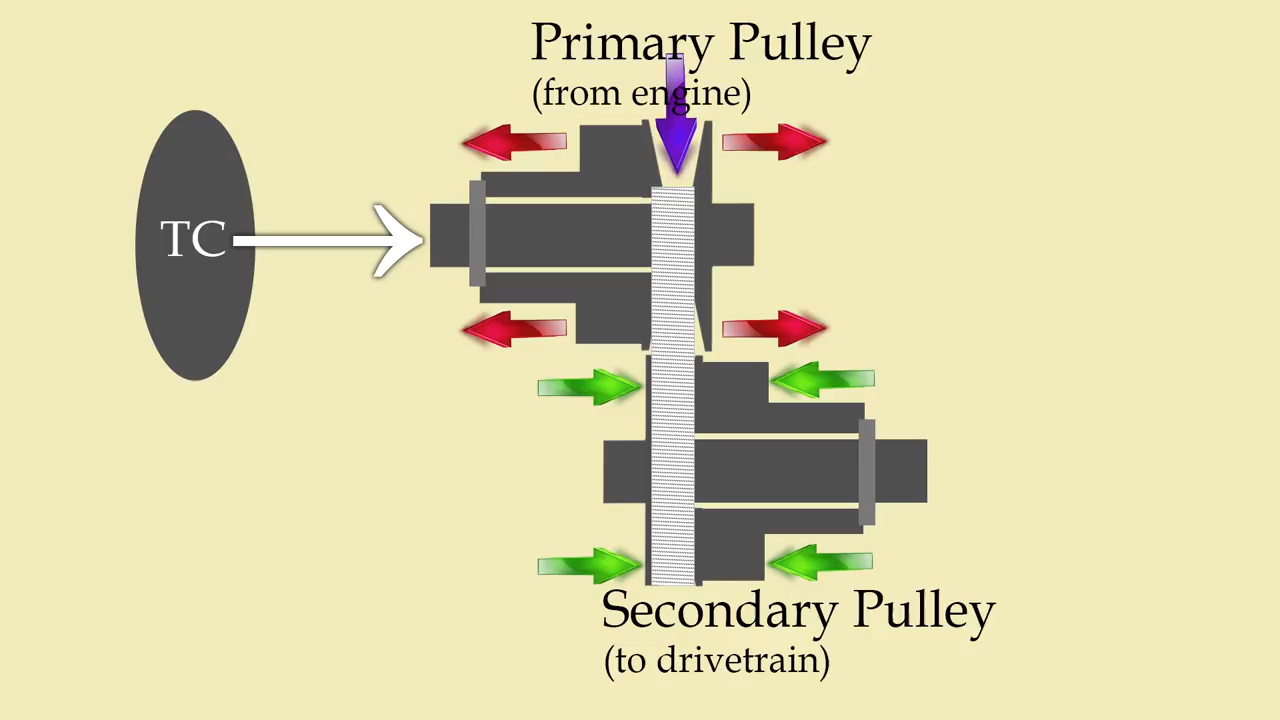 Primary Pulley
(from engine)
TC
Secondary Pulley
(to drivetrain)